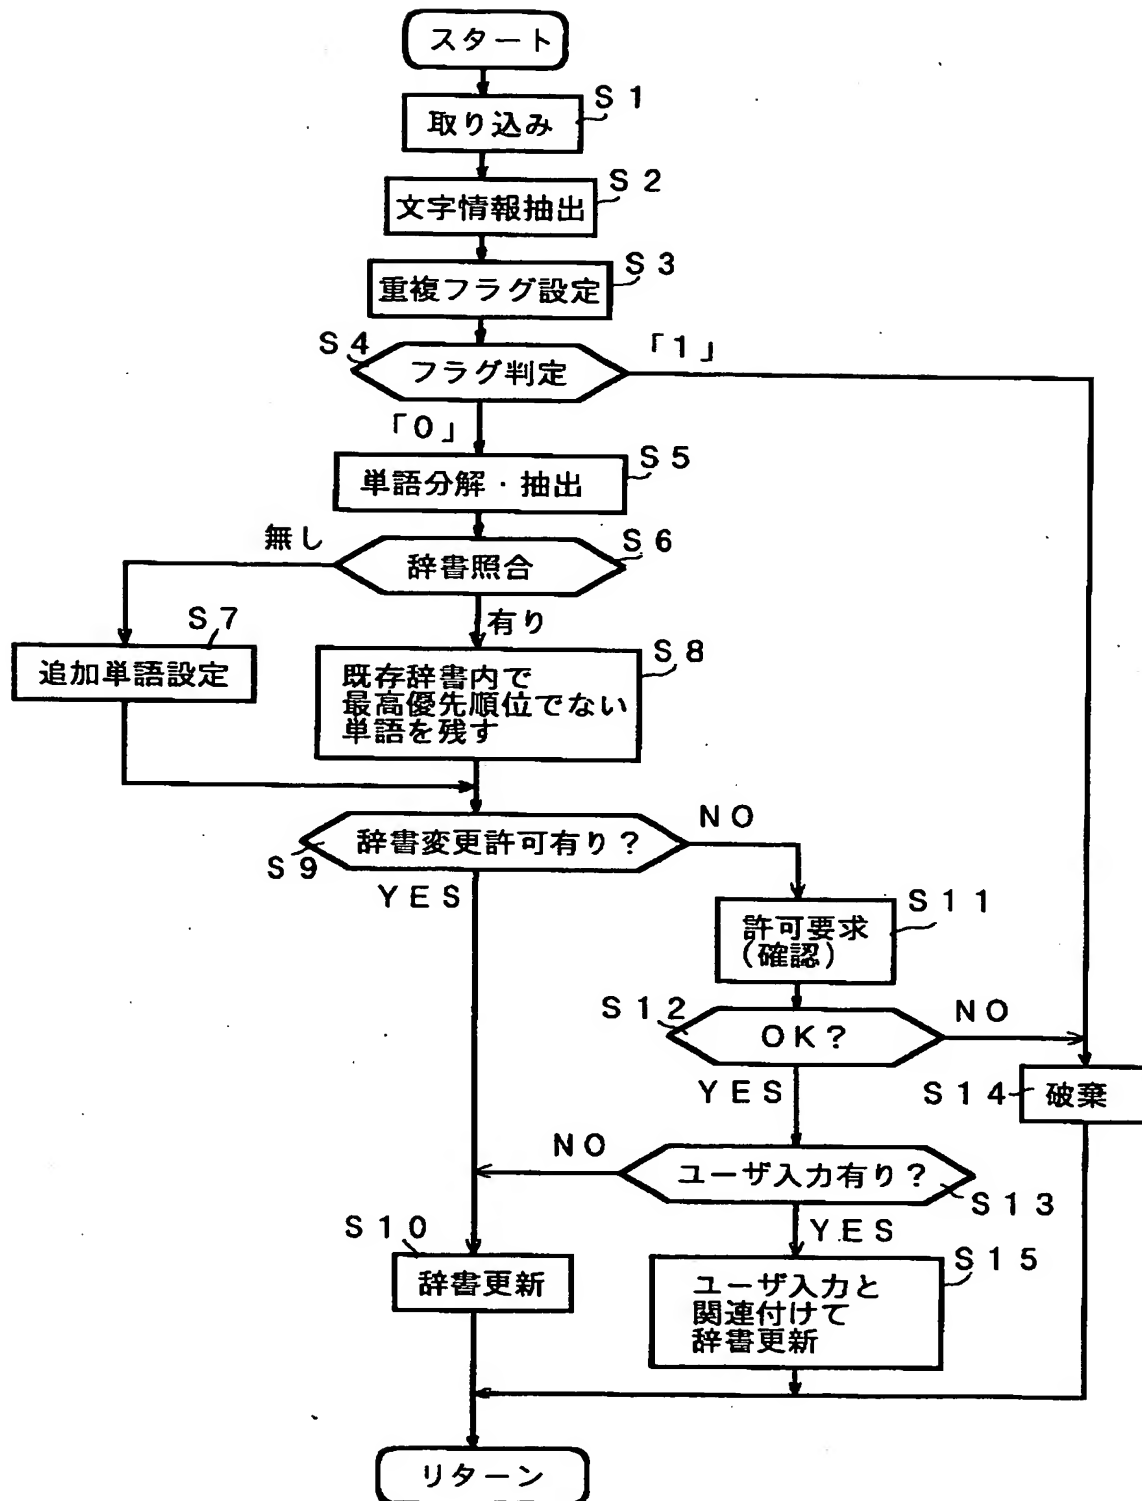 スタート
S1
取り込み
S2
文字情報抽出
S3
重複フラグ設定
S4
フラグ判定
「1」
「0」
S5
単語分解・抽出
無し
S6
辞書照合
有り
S7
追加単語設定
S8
既存辞書内で
最高優先順位でない
単語を残す
辞書変更許可有り?
NO
S9
YES
S11
許可要求
(確認)
S12
OK?
NO
YES
S14
破棄
NO
ユーザ入力有り?
S13
YES
S10
辞書更新
S15
ユーザ入力と
関連付けて
辞書更新
リターン